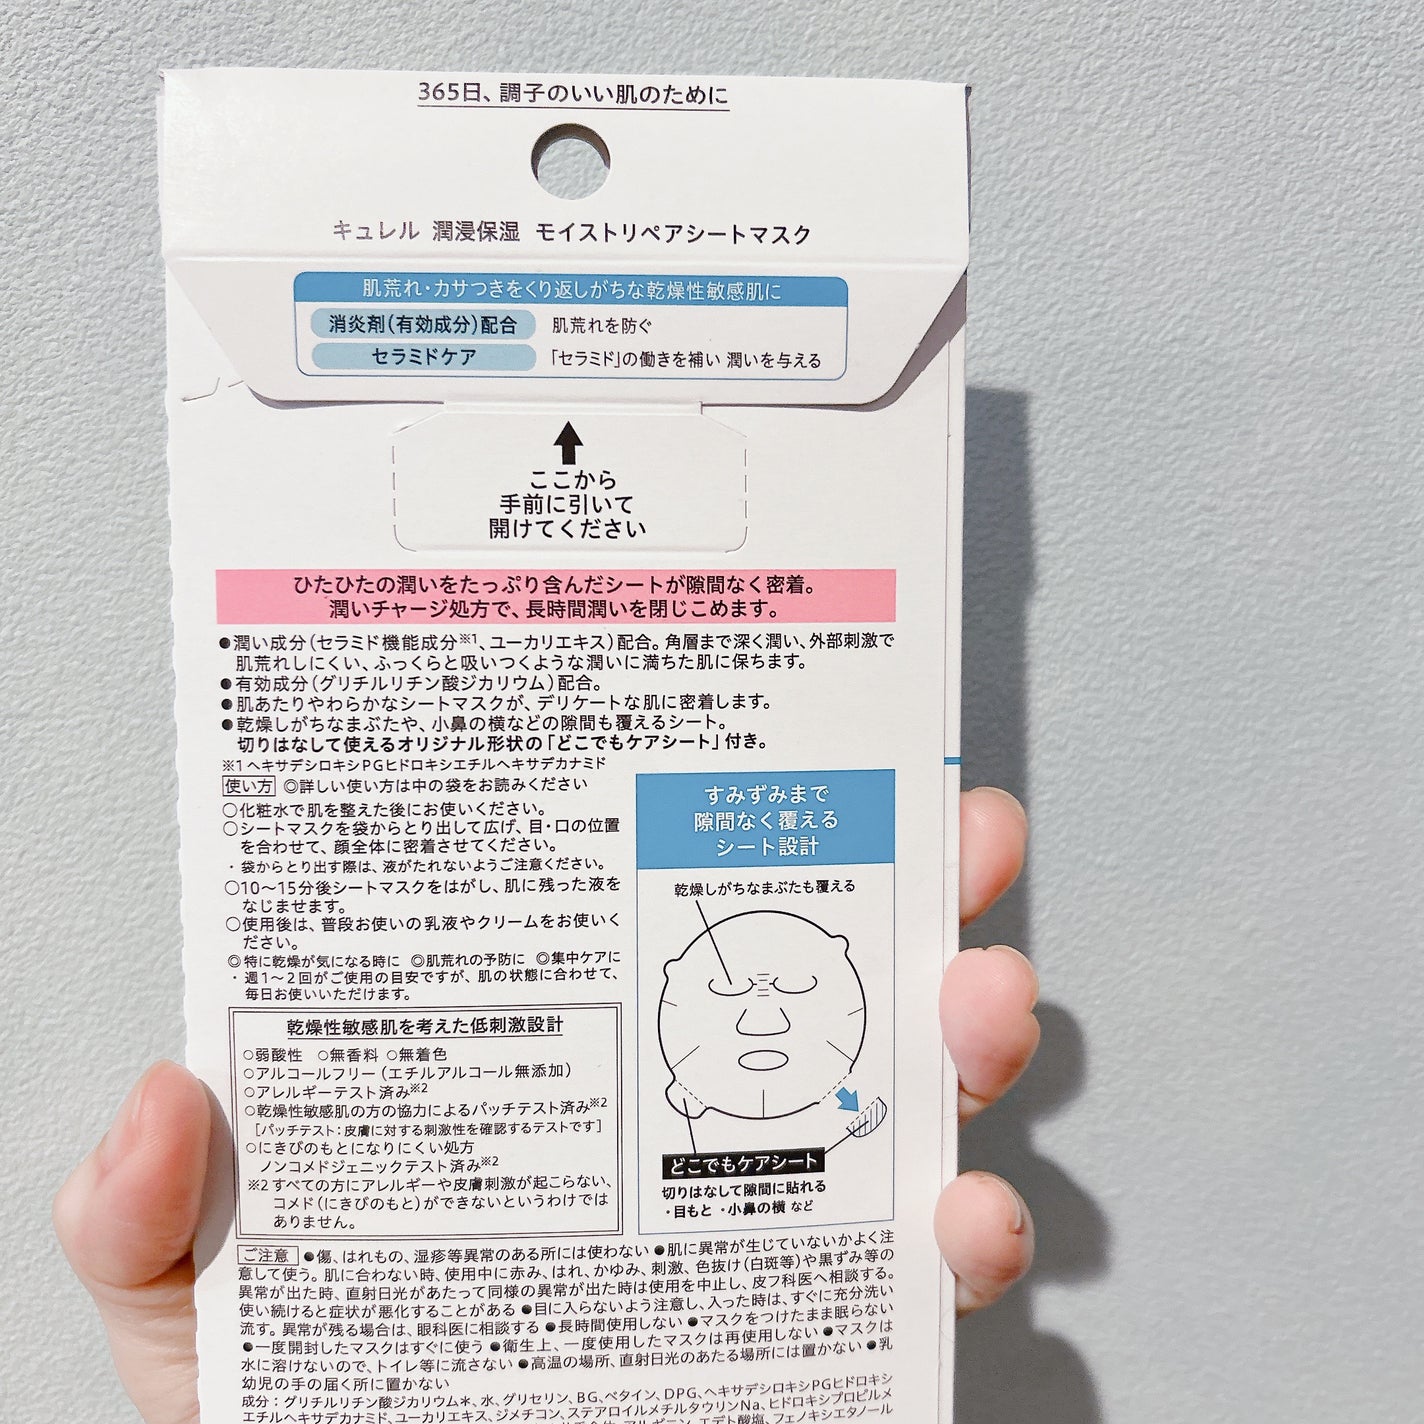 365日、調子のいい肌のために
キュレル 潤浸保湿 モイストリペアシートマスク
肌荒れ・カサつきをくり返しがちな乾燥性敏感肌に
消炎剤(有効成分)配合 肌荒れを防ぐ
セラミドケア 「セラミド」の働きを補い 潤いを与える
ここから
手前に引いて
開けてください
ひたひたの潤いをたっぷり含んだシートが隙間なく密着。
潤いチャージ処方で、長時間潤いを閉じこめます。
●潤い成分(セラミド機能成分※1、ユーカリエキス)配合。角層まで深く潤い、外部刺激で
肌荒れしにくい、ふっくらと吸いつくような潤いに満ちた肌に保ちます。
●有効成分(グリチルリチン酸ジカリウム)配合。
●肌あたりやわらかなシートマスクが、デリケートな肌に密着します。
●乾燥しがちなまぶたや、小鼻の横などの隙間も覆えるシート。
切りはなして使えるオリジナル形状の「どこでもケアシート」付き。
※1 ヘキサデシロキシPGヒドロキシエチルヘキサデカナミド
使い方 ◎詳しい使い方は中の袋をお読みください
○化粧水で肌を整えた後にお使いください。
○シートマスクを袋からとり出して広げ、目・口の位置
を合わせて、顔全体に密着させてください。
・袋からとり出す際は、液がたれないようご注意ください。
○10～15分後シートマスクをはがし、肌に残った液を
なじませます。
○使用後は、普段お使いの乳液やクリームをお使いく
ださい。
◎特に乾燥が気になる時に ◎肌荒れの予防に ◎集中ケアに
・週1～2回がご使用の目安ですが、肌の状態に合わせて、
毎日お使いいただけます。
すみずみまで
隙間なく覆える
シート設計
乾燥しがちなまぶたも覆える
どこでもケアシート
切りはなして隙間に貼れる
・目もと ・小鼻の横 など
乾燥性敏感肌を考えた低刺激設計
○弱酸性 ○無香料 ○無着色
○アルコールフリー(エチルアルコール無添加)
○アレルギーテスト済み※2
○乾燥性敏感肌の方の協力によるパッチテスト済み※2
[パッチテスト:皮膚に対する刺激性を確認するテストです]
○にきびのもとになりにくい処方
ノンコメドジェニックテスト済み※2
※2 すべての方にアレルギーや皮膚刺激が起こらない、
コメド(にきびのもと)ができないというわけでは
ありません。
ご注意 ●傷、はれもの、湿疹等異常のある所には使わない ●肌に異常が生じていないかよく注
意して使う。肌に合わない時、使用中に赤み、はれ、かゆみ、刺激、色抜け(白斑等)や黒ずみ等の
異常が出た時、直射日光があたって同様の異常が出た時は使用を中止し、皮フ科医へ相談する。
使い続けると症状が悪化することがある ●目に入らないよう注意し、入った時は、すぐに充分洗い
流す。異常が残る場合は、眼科医に相談する ●長時間使用しない ●マスクをつけたまま眠らない
●一度開封したマスクはすぐに使う ●衛生上、一度使用したマスクは再使用しない ●マスクは
水に溶けないので、トイレ等に流さない ●高温の場所、直射日光のあたる場所には置かない ●乳
幼児の手の届く所に置かない
成分:グリチルリチン酸ジカリウム*、水、グリセリン、BG、ベタイン、DPG、ヘキサデシロキシPGヒドロキシ
エチルヘキサデカナミド、ユーカリエキス、ジメチコン、ステアロイルメチルタウリンNa、ヒドロキシプロピルメ
アルギニン、エデト酸塩、フェノキシエタノール